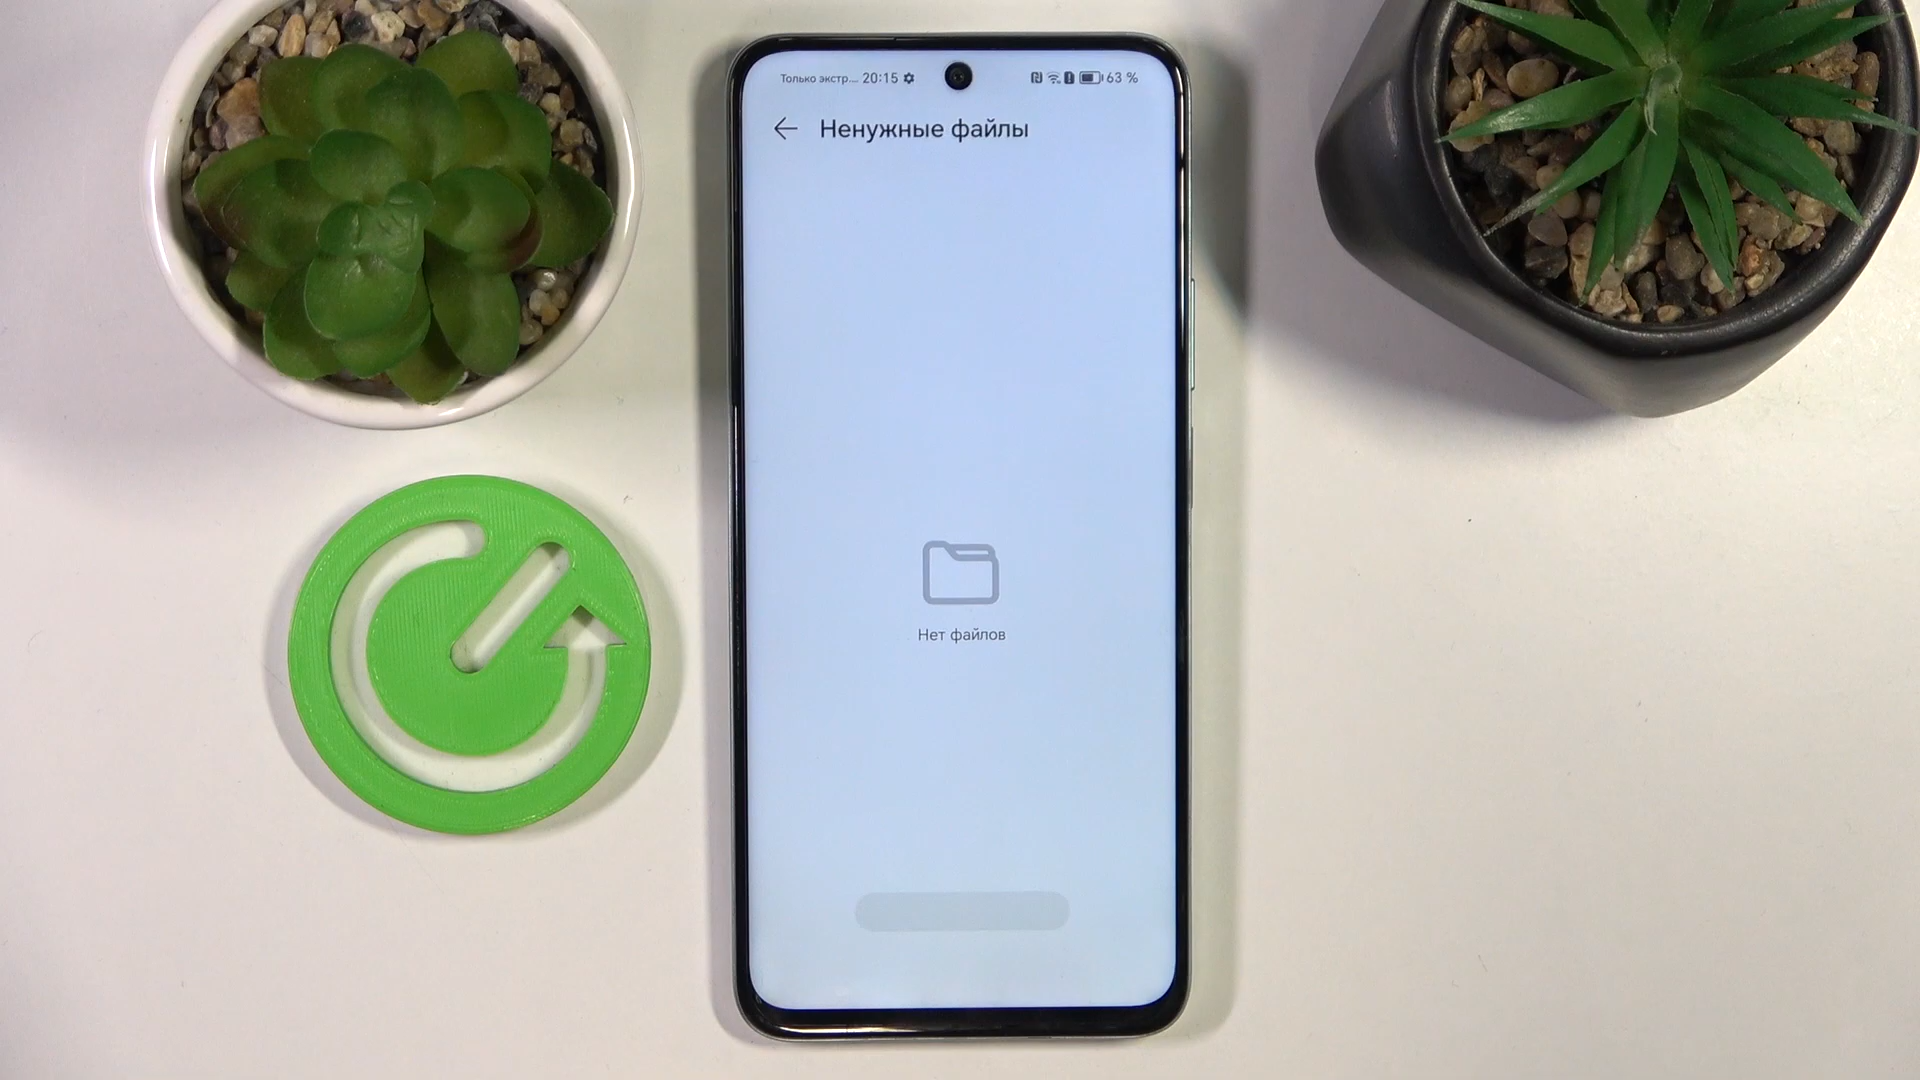 Только экстр... 20:15 63 %
Ненужные файлы
Нет файлов